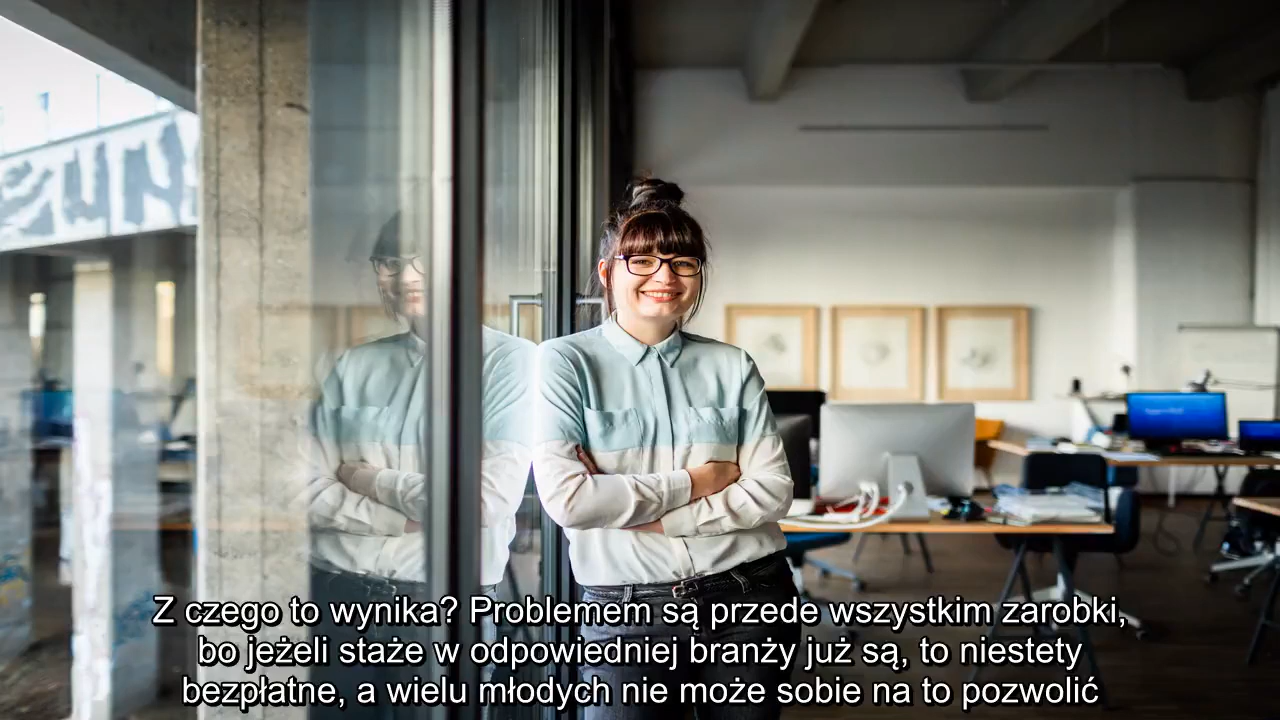 Z czego to wynika? Problemem są przede wszystkim zarobki,
bo jeżeli staże w odpowiedniej branży już są, to niestety
bezpłatne, a wielu młodych nie może sobie na to pozwolić